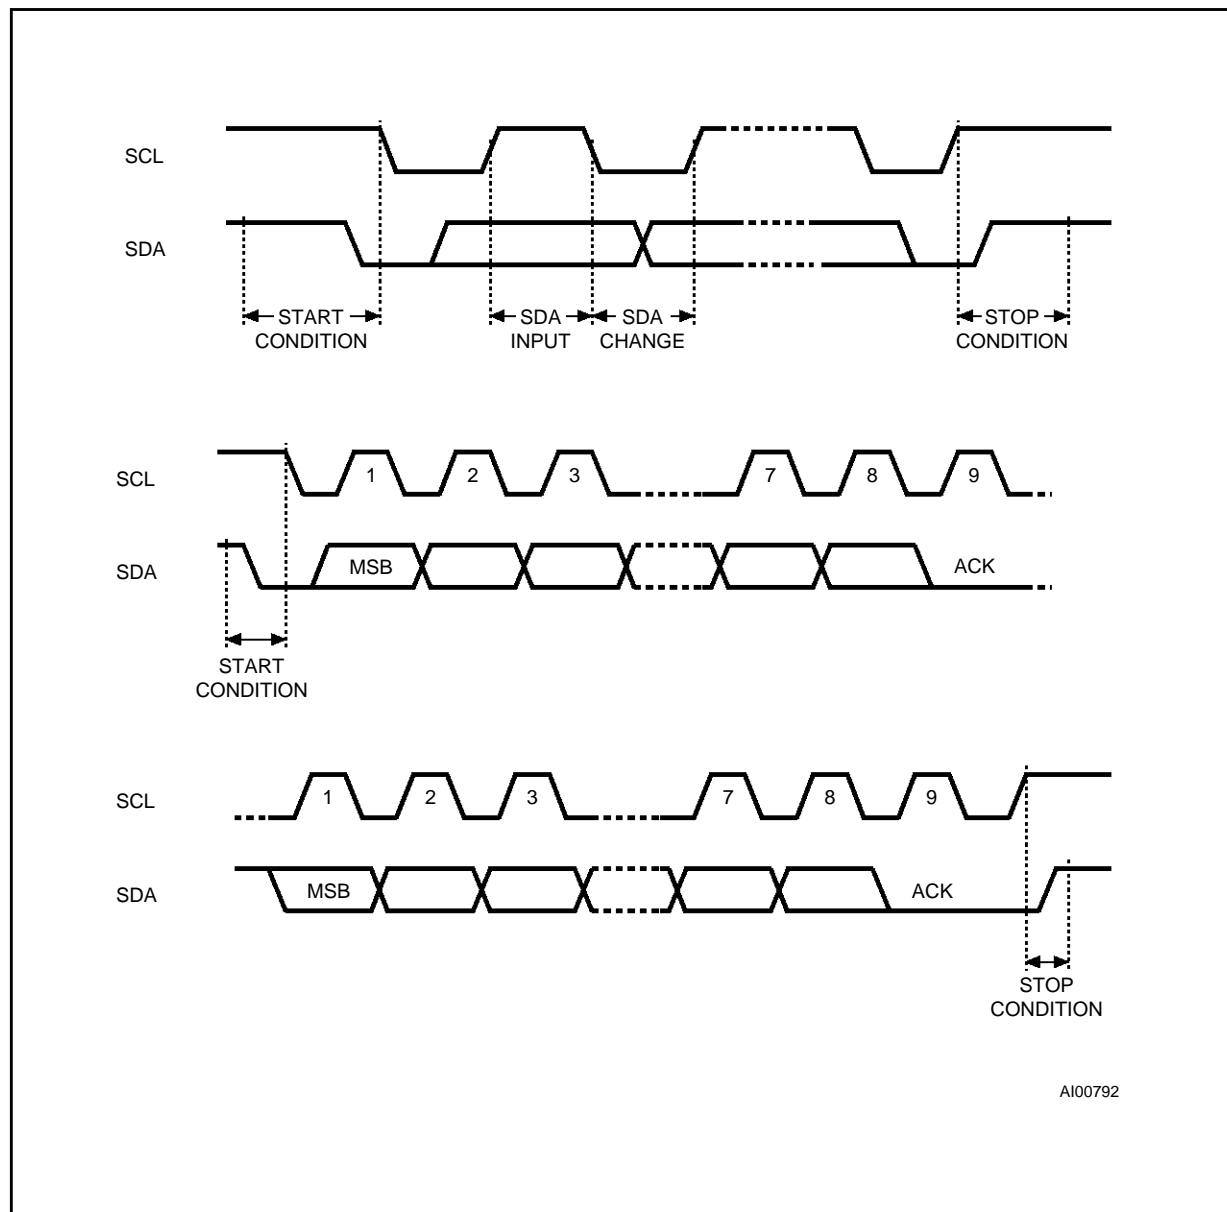 SCL
SDA
START CONDITION
SDA INPUT
SDA CHANGE
STOP CONDITION
SCL
1 2 3 7 8 9
SDA
MSB ACK
START CONDITION
SCL
1 2 3 7 8 9
SDA
MSB ACK
STOP CONDITION
AI00792